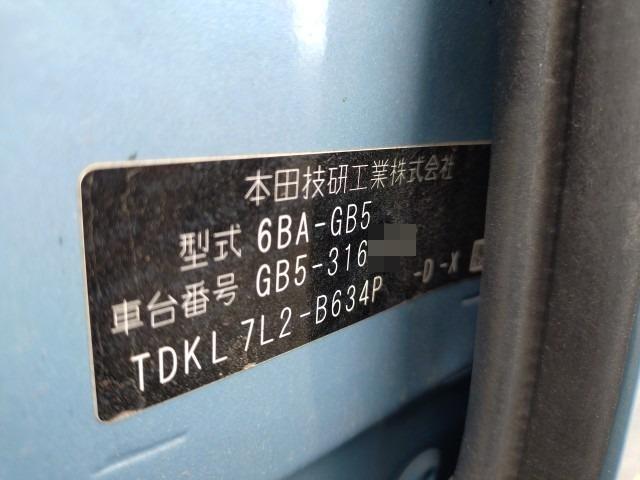 本田技研工業株式会社
型式 6BA-GB5
車台番号 GB5-316
TDKL 7L2-B634P -D-X